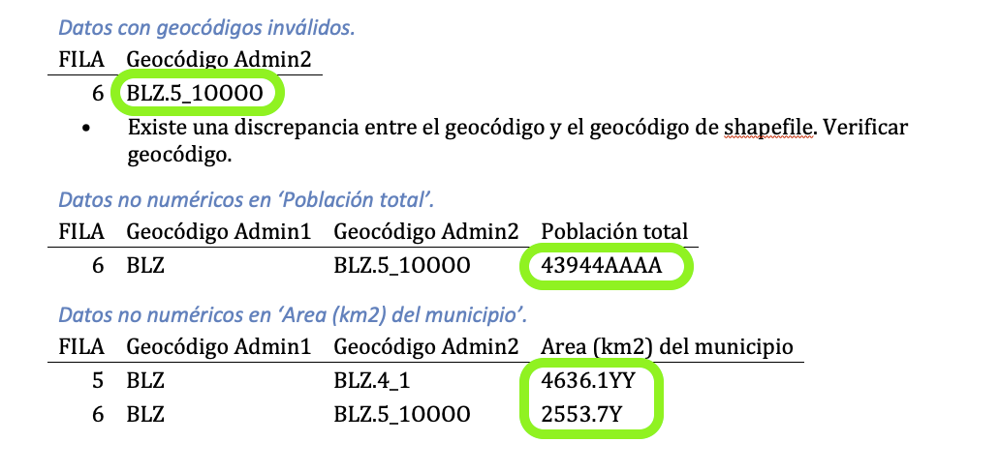 Datos con geocódigos inválidos.
FILA Geocódigo Admin2
6 BLZ.5_10000
• Existe una discrepancia entre el geocódigo y el geocódigo de shapefile. Verificar
geocódigo.
Datos no numéricos en ‘Población total’.
FILA Geocódigo Admin1 Geocódigo Admin2 Población total
6 BLZ BLZ.5_10000 43944AAAA
Datos no numéricos en ‘Area (km2) del municipio’.
FILA Geocódigo Admin1 Geocódigo Admin2 Area (km2) del municipio
5 BLZ BLZ.4_1 4636.1YY
6 BLZ BLZ.5_10000 2553.7Y